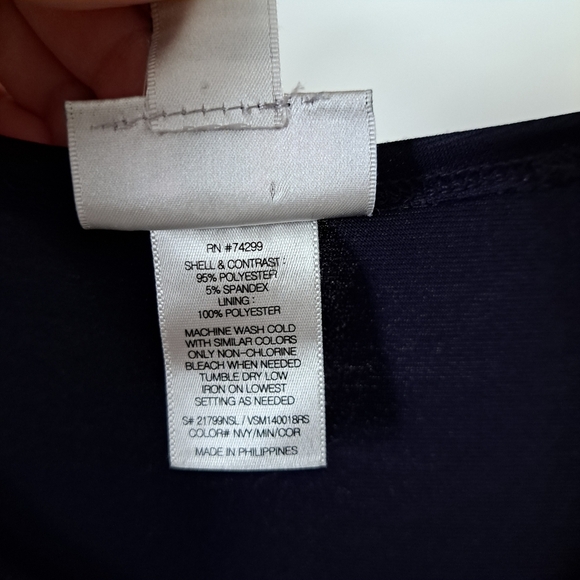 RN #74299
SHELL & CONTRAST :
95% POLYESTER
5% SPANDEX
LINING :
100% POLYESTER
MACHINE WASH COLD
WITH SIMILAR COLORS
ONLY NON-CHLORINE
BLEACH WHEN NEEDED
TUMBLE DRY LOW
IRON ON LOWEST
SETTING AS NEEDED
S# 21799NSL / VSM140018RS
COLOR# NVY/MIN/COR
MADE IN PHILIPPINES